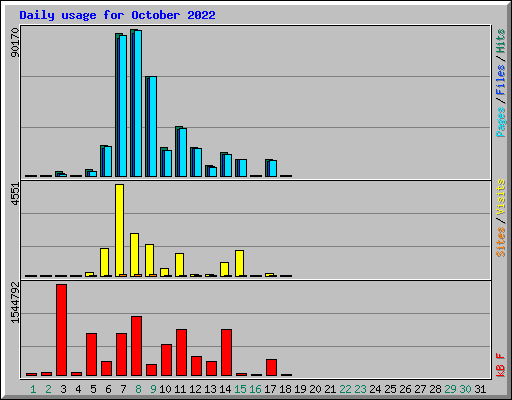 Daily usage for October 2022
90170
Pages/Files/Hits
4551
Sites/Visits
1544792
kB F
1 2 3 4 5 6 7 8 9 10 11 12 13 14 15 16 17 18 19 20 21 22 23 24 25 26 27 28 29 30 31